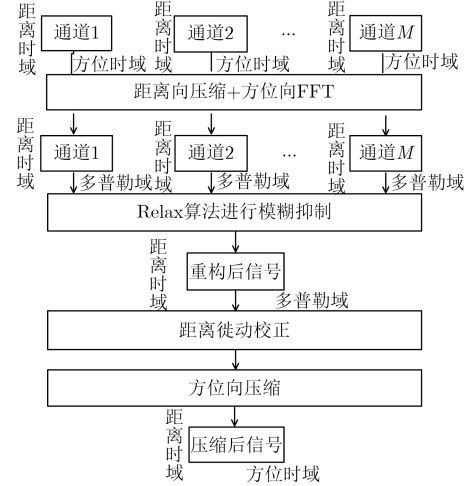 距离时域
通道1
距离时域
通道2
...
距离时域
通道M
方位时域
方位时域
方位时域
距离向压缩+方位向FFT
距离时域
通道1
距离时域
通道2
...
距离时域
通道M
多普勒域
多普勒域
多普勒域
Relax算法进行模糊抑制
距离时域
重构后信号
多普勒域
距离徙动校正
方位向压缩
距离时域
压缩后信号
方位时域